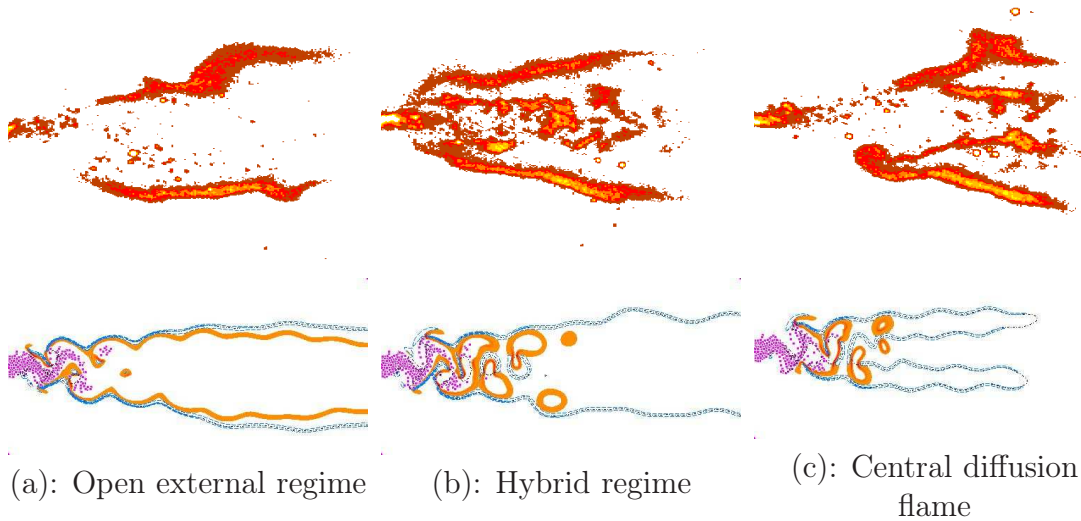 (a): Open external regime
(b): Hybrid regime
(c): Central diffusion
flame